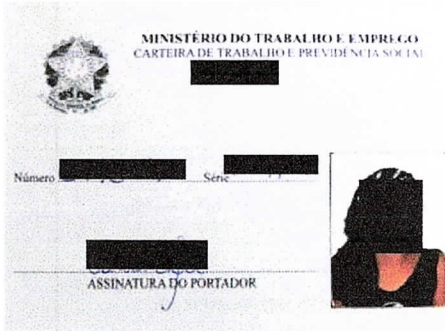 MINISTÉRIO DO TRABALHO E EMPREGO
CARTEIRA DE TRABALHO E PREVIDÊNCIA SOCIAL
Número Série
ASSINATURA DO PORTADOR